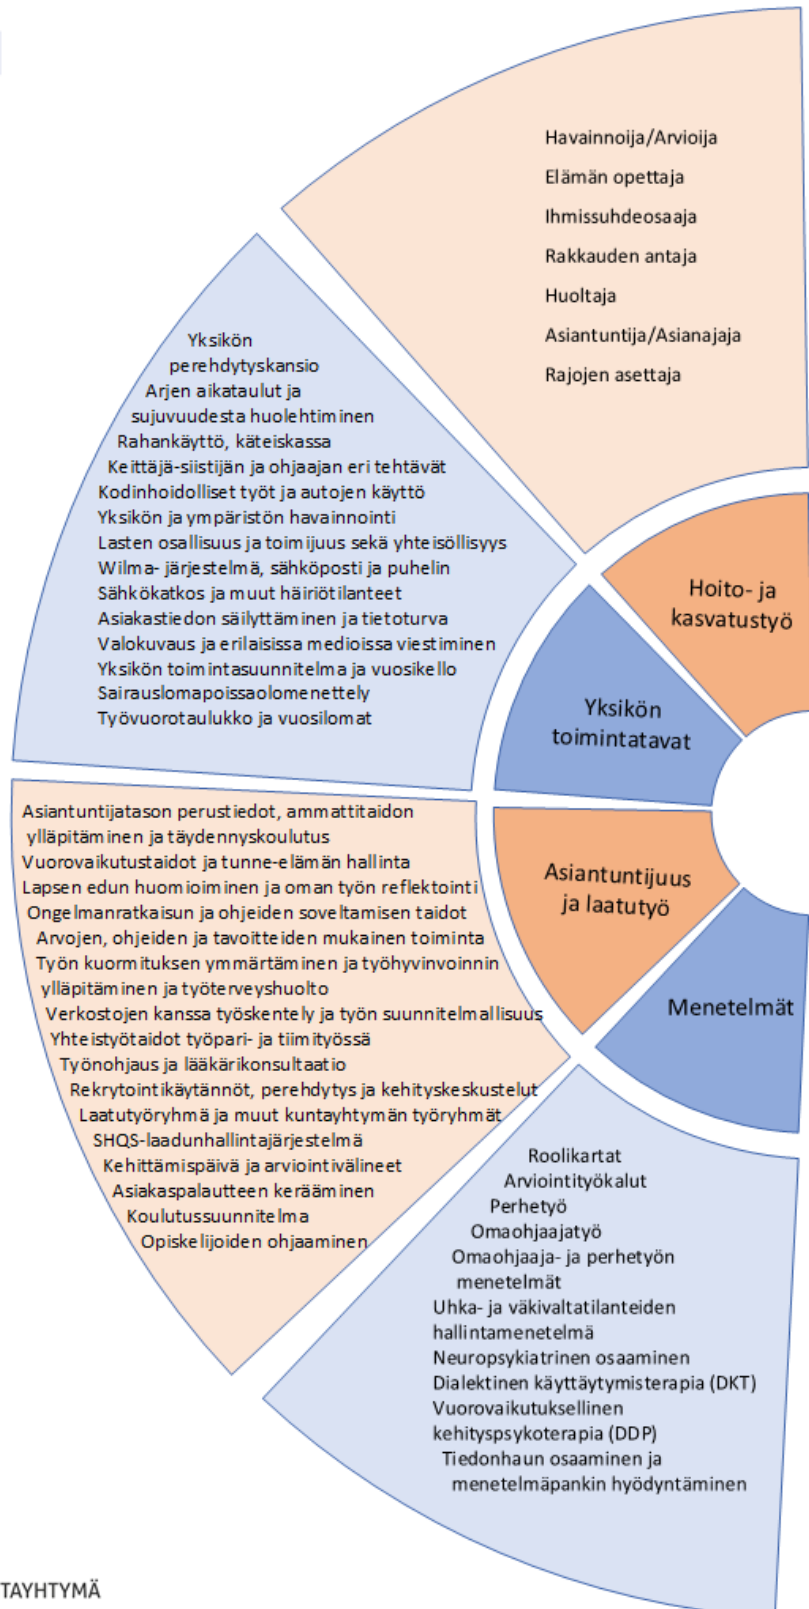 Havainnoija/Arvioija
Elämän opettaja
Ihmissuhdeosaaja
Rakkauden antaja
Huoltaja
Asiantuntija/Asianajaja
Rajojen asettaja
Hoito- ja
kasvatustyö
Yksikön
perehdytyskansio
Arjen aikataulut ja
sujuvuudesta huolehtiminen
Rahankäyttö, käteiskassa
Keittäjä-siistijän ja ohjaajan eri tehtävät
Kodinhoidolliset työt ja autojen käyttö
Yksikön ja ympäristön havainnointi
Lasten osallisuus ja toimijuus sekä yhteisöllisyys
Wilma- järjestelmä, sähköposti ja puhelin
Sähkökatkos ja muut häiriötilanteet
Asiakastiedon säilyttäminen ja tietoturva
Valokuvaus ja erilaisissa medioissa viestiminen
Yksikön toimintasuunnitelma ja vuosikello
Sairauslomapoissaolomenettely
Työvuorotaulukko ja vuosilomat
Yksikön
toimintatavat
Asiantuntijatason perustiedot, ammattitaidon
ylläpitäminen ja täydennyskoulutus
Vuorovaikutustaidot ja tunne-elämän hallinta
Lapsen edun huomioiminen ja oman työn reflektointi
Ongelmanratkaisun ja ohjeiden soveltamisen taidot
Arvojen, ohjeiden ja tavoitteiden mukainen toiminta
Työn kuormituksen ymmärtäminen ja työhyvinvoinnin
ylläpitäminen ja työterveyshuolto
Verkostojen kanssa työskentely ja työn suunnitelmallisuus
Yhteistyötaidot työpari- ja tiimityössä
Työnohjaus ja lääkärikonsultaatio
Rekrytointikäytännöt, perehdytys ja kehityskeskustelut
Laatutyöryhmä ja muut kuntayhtymän työryhmät
SHQS-laadunhallintajärjestelmä
Kehittämispäivä ja arviointivälineet
Asiakaspalautteen kerääminen
Koulutussuunnitelma
Opiskelijoiden ohjaaminen
Asiantuntijuus
ja laatutyö
Menetelmät
Roolikartat
Arviointityökalut
Perhetyö
Omaohjaajatyö
Omaohjaaja- ja perhetyön
menetelmät
Uhka- ja väkivaltatilanteiden
hallintamenetelmä
Neuropsykiatrinen osaaminen
Dialektinen käyttäytymisterapia (DKT)
Vuorovaikutuksellinen
kehityspsykoterapia (DDP)
Tiedonhaun osaaminen ja
menetelmäpankin hyödyntäminen
TAYHTYMÄ